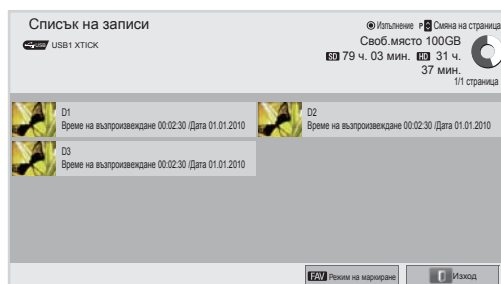 Списък на записи
Изпълнение P Смяна на страница
USB USB1 XTICK
Своб.място 100GB
SD 79 ч. 03 мин. HD 31 ч.
37 мин.
1/1 страница
D1
Време на възпроизвеждане 00:02:30 /Дата 01.01.2010
D2
Време на възпроизвеждане 00:02:30 /Дата 01.01.2010
D3
Време на възпроизвеждане 00:02:30 /Дата 01.01.2010
FAV Режим на маркиране
Изход